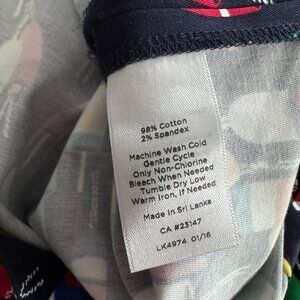 98% Cotton
2% Spandex
Machine Wash Cold
Gentle Cycle
Only Non-Chlorine
Bleach When Needed
Tumble Dry Low
Warm Iron, If Needed
Made In Sri Lanka
CA #23147
LK4974 01/16